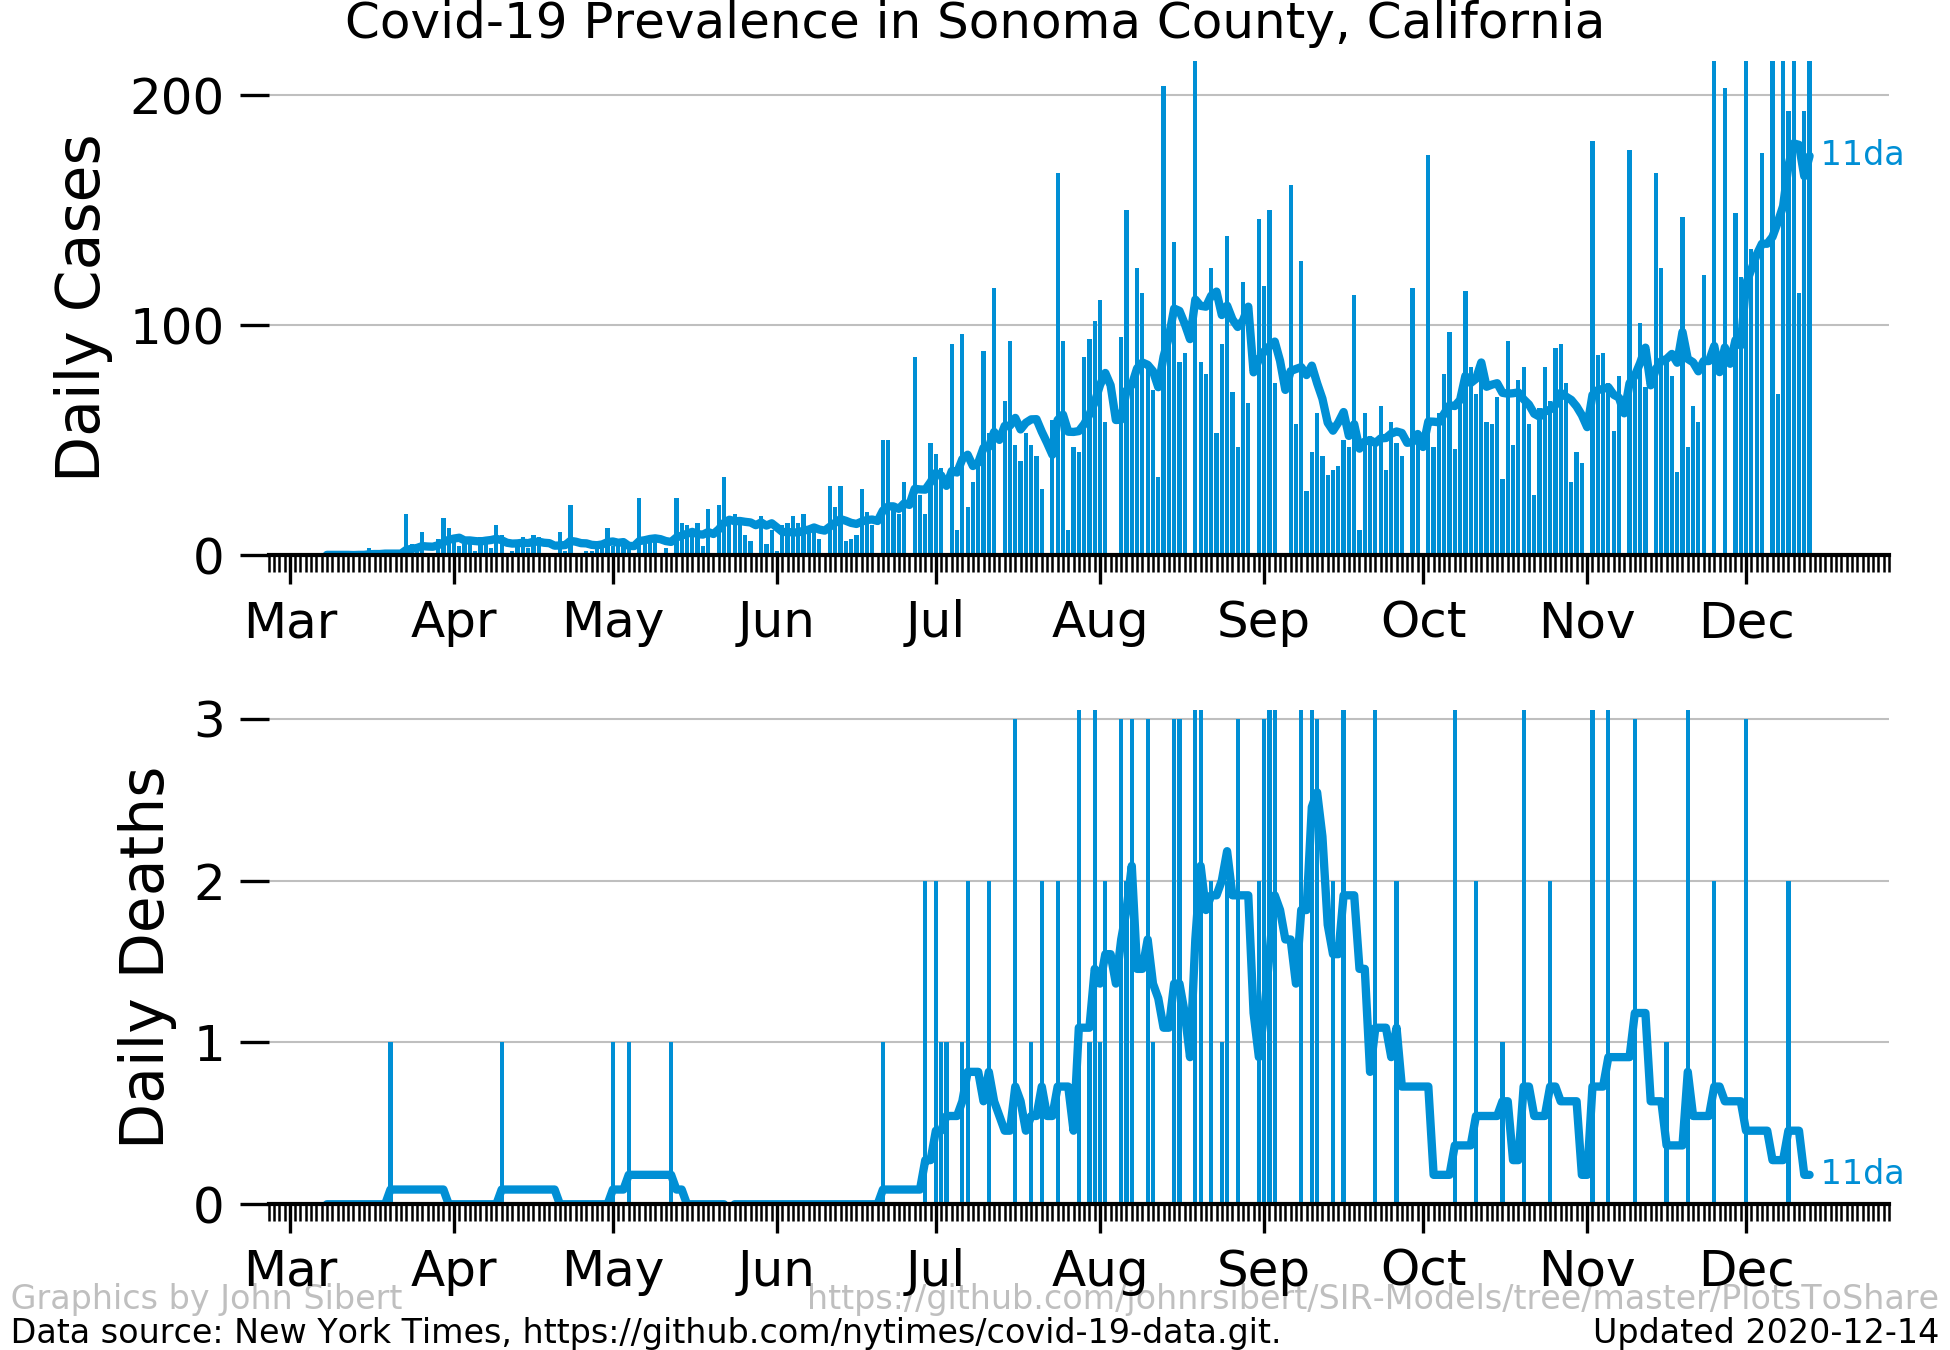 Covid-19 Prevalence in Sonoma County, California
200
100
0
Daily Cases
11da
Mar Apr May Jun Jul Aug Sep Oct Nov Dec
3
2
1
0
Daily Deaths
11da
Mar Apr May Jun Jul Aug Sep Oct Nov Dec
Graphics by John Sibert https://github.com/johnrsibert/SIR-Models/tree/master/PlotsToShare
Data source: New York Times, https://github.com/nytimes/covid-19-data.git. Updated 2020-12-14